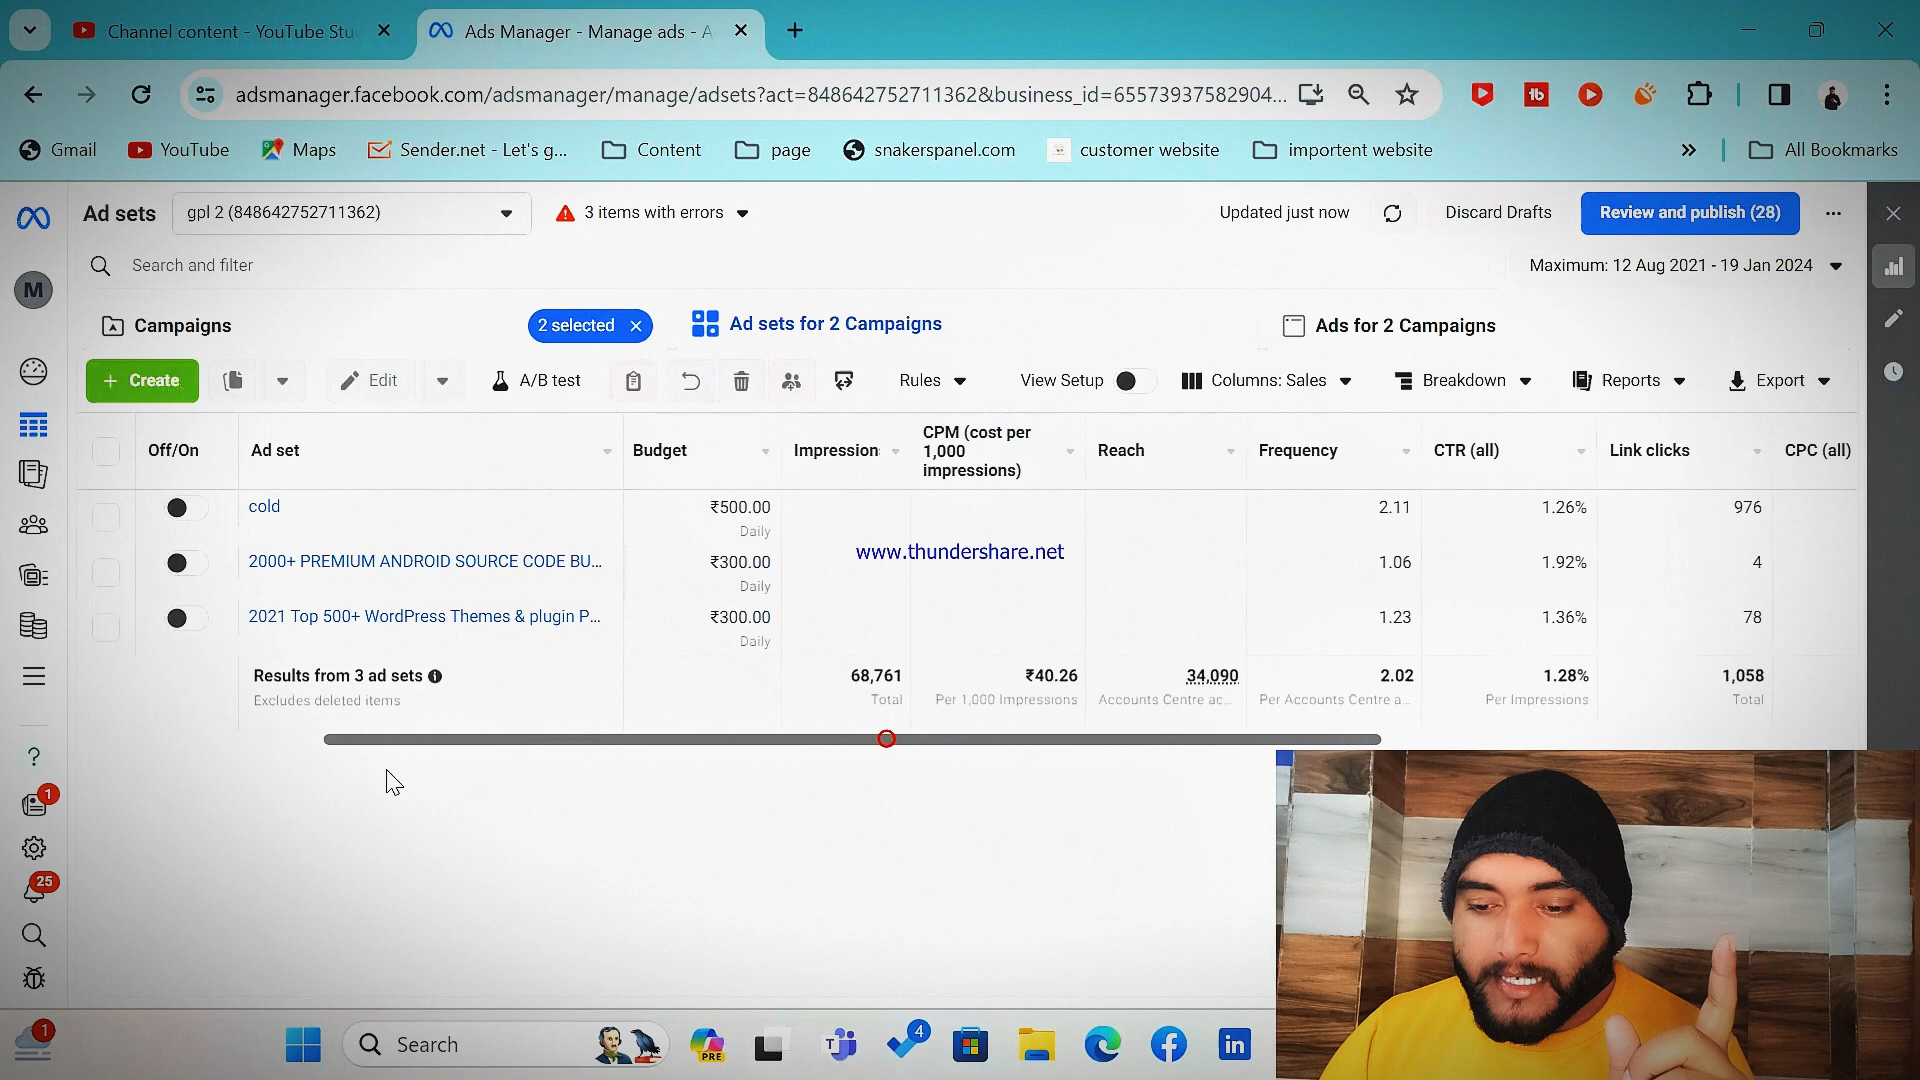 Channel content - YouTube Stu
Ads Manager - Manage ads - A
adsmanager.facebook.com/adsmanager/manage/adsets?act=848642752711362&business_id=65573937582904...
Gmail
YouTube
Maps
Sender.net - Let's g...
Content
page
snakerspanel.com
customer website
importent website
»
All Bookmarks
Ad sets
gpl 2 (848642752711362)
3 items with errors
Updated just now
Discard Drafts
Review and publish (28)
...
M
Search and filter
Maximum: 12 Aug 2021 - 19 Jan 2024
Campaigns
2 selected ×
Ad sets for 2 Campaigns
Ads for 2 Campaigns
+ Create
Edit
A/B test
Rules
View Setup
Columns: Sales
Breakdown
Reports
Export
Off/On
Ad set
Budget
Impression
CPM (cost per
1,000
impressions)
Reach
Frequency
CTR (all)
Link clicks
CPC (all)
cold
₹500.00
Daily
2.11
1.26%
976
www.thundershare.net
2000+ PREMIUM ANDROID SOURCE CODE BU...
₹300.00
Daily
1.06
1.92%
4
2021 Top 500+ WordPress Themes & plugin P...
₹300.00
Daily
1.23
1.36%
78
Results from 3 ad sets
Excludes deleted items
68,761
Total
₹40.26
Per 1,000 Impressions
34,090
Accounts Centre ac...
2.02
Per Accounts Centre a...
1.28%
Per Impressions
1,058
Total
?
1
25
1
Search
PRE
T
4
in